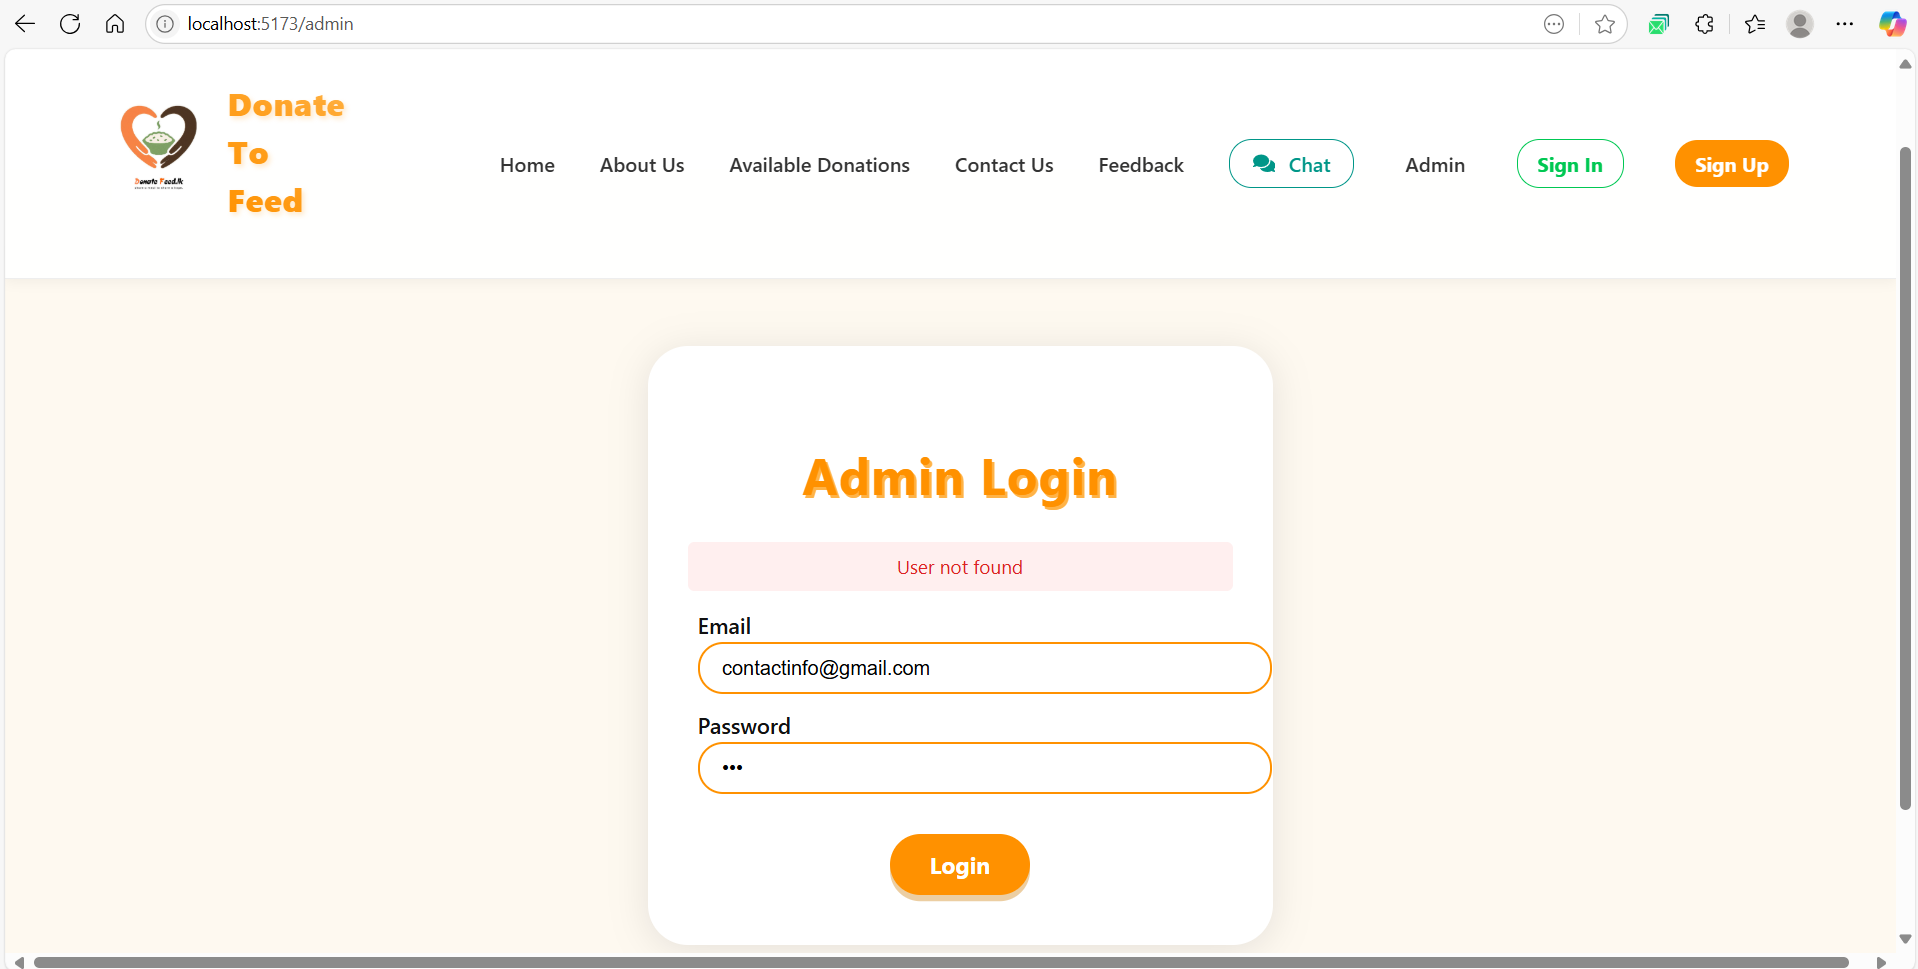 localhost:5173/admin
Donate
To
Feed
Donate Feed.lk
Home About Us Available Donations Contact Us Feedback Chat Admin Sign In Sign Up
Admin Login
User not found
Email
contactinfo@gmail.com
Password
•••
Login